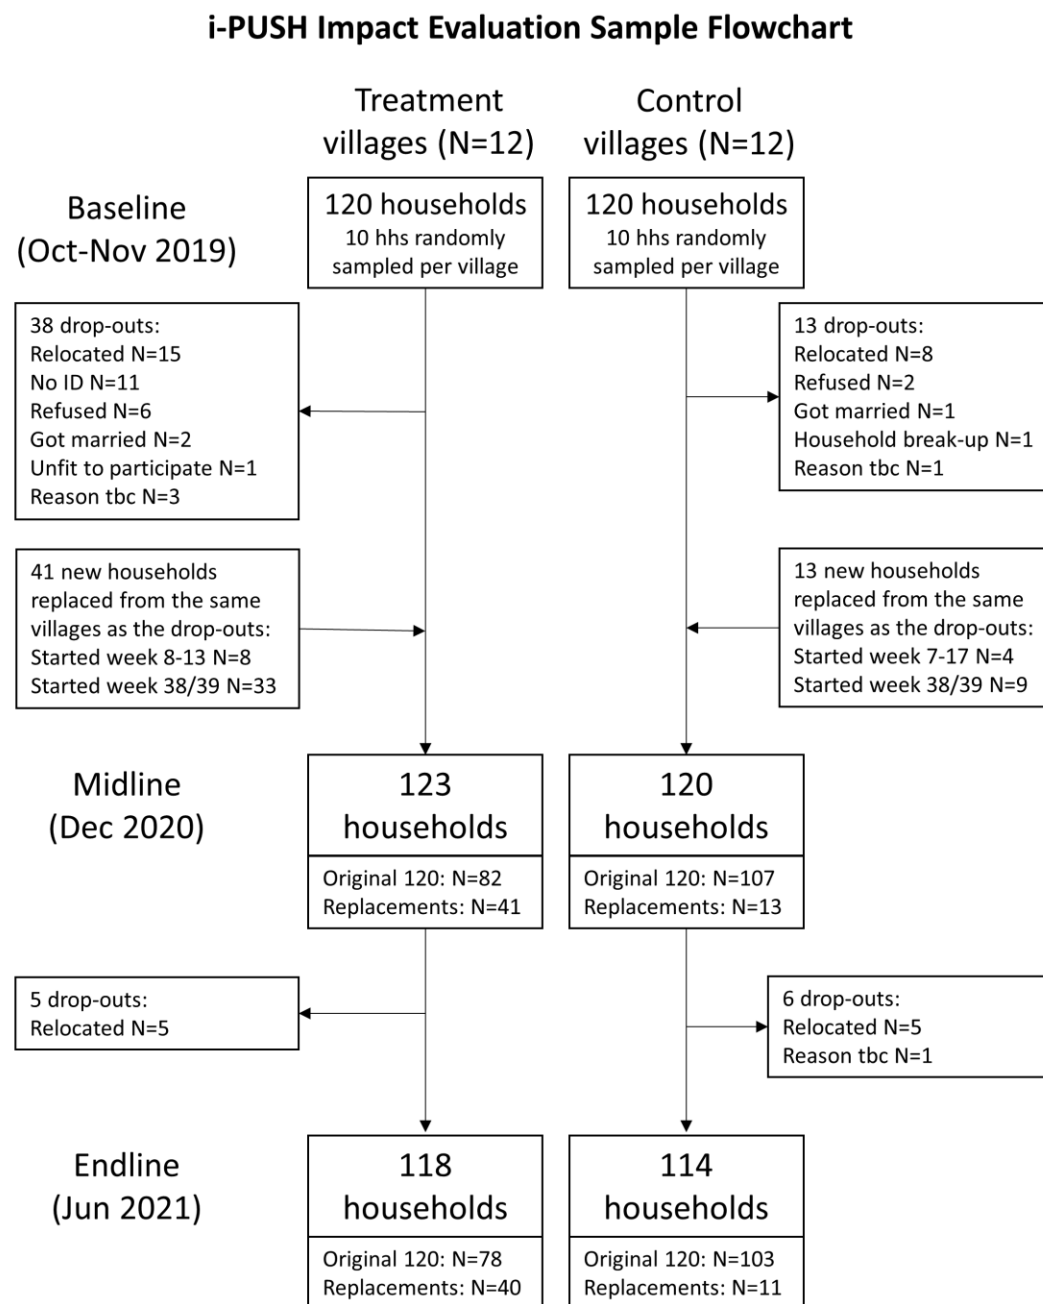 i-PUSH Impact Evaluation Sample Flowchart
Treatment
villages (N=12)
Control
villages (N=12)
Baseline
(Oct-Nov 2019)
120 households
10 hhs randomly
sampled per village
120 households
10 hhs randomly
sampled per village
38 drop-outs:
Relocated N=15
No ID N=11
Refused N=6
Got married N=2
Unfit to participate N=1
Reason tbc N=3
13 drop-outs:
Relocated N=8
Refused N=2
Got married N=1
Household break-up N=1
Reason tbc N=1
41 new households
replaced from the same
villages as the drop-outs:
Started week 8-13 N=8
Started week 38/39 N=33
13 new households
replaced from the same
villages as the drop-outs:
Started week 7-17 N=4
Started week 38/39 N=9
Midline
(Dec 2020)
123
households
Original 120: N=82
Replacements: N=41
120
households
Original 120: N=107
Replacements: N=13
5 drop-outs:
Relocated N=5
6 drop-outs:
Relocated N=5
Reason tbc N=1
Endline
(Jun 2021)
118
households
Original 120: N=78
Replacements: N=40
114
households
Original 120: N=103
Replacements: N=11